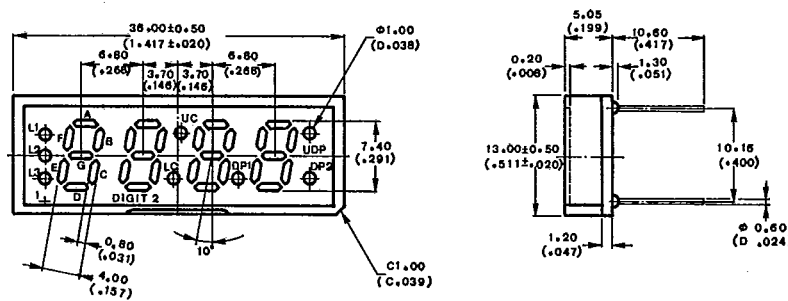 36.00±0.50
(1.417±.020)
6.80
(.268)
3.70
(.146)
3.70
(.146)
6.80
(.268)
Φ1.00
(D.038)
5.05
(.199)
10.60
(.417)
0.20
(.008)
1.30
(.051)
A
UC
L1
F
B
UDP
L2
G
E
LC
DP1
DP2
L3
C
1
D
DIGIT 2
7.40
(.291)
13.00±0.50
(.511±.020)
10.16
(.400)
0.80
(.031)
10°
4.00
(.157)
C1.00
(C.039)
1.20
(.047)
Φ 0.60
(D .024